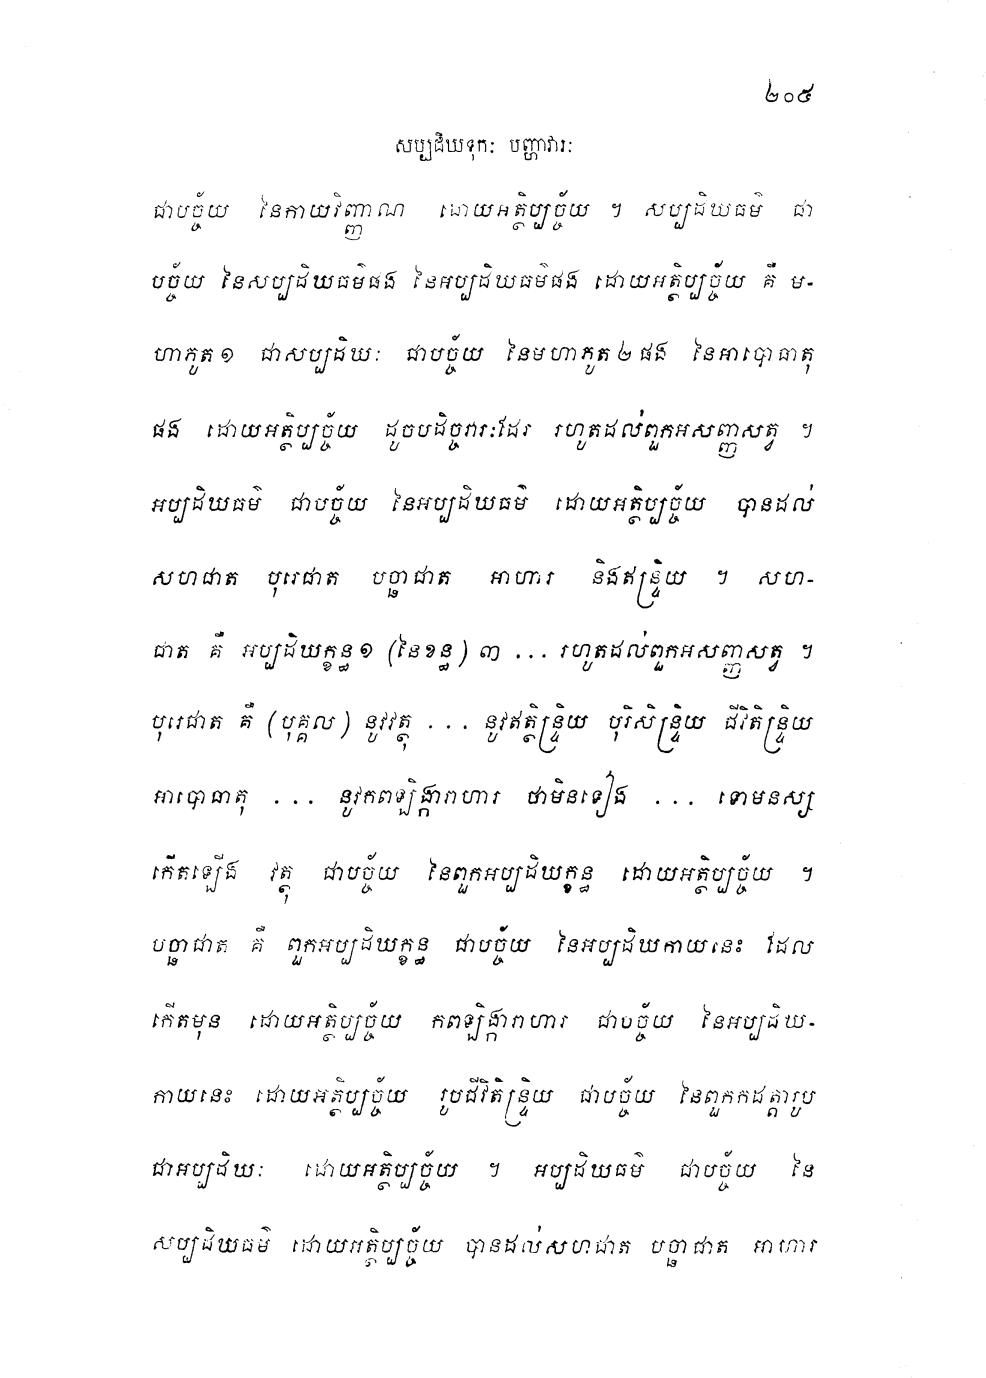 ២០៥
សប្បដិឃទុកៈ បញ្ហាវារៈ
ជាបច្ច័យ នៃកាយវិញ្ញាណ ដោយអត្ថិប្បច្ច័យ ។ សប្បដិឃធម៌ ជា
បច្ច័យ នៃសប្បដិឃធម៌ផង នៃអប្បដិឃធម៌ផង ដោយអត្ថិប្បច្ច័យ គឺ ម-
ហាភូត១ ជាសប្បដិឃៈ ជាបច្ច័យ នៃមហាភូត២ផង នៃអាបោធាតុ
ផង ដោយអត្ថិប្បច្ច័យ ដូចបដិច្ចវារៈដែរ រហូតដល់ពួកអសញ្ញសត្វ ។
អប្បដិឃធម៌ ជាបច្ច័យ នៃអប្បដិឃធម៌ ដោយអត្ថិប្បច្ច័យ បានដល់
សហជាត បុរេជាត បច្ឆាជាត អាហារ និងឥន្ទ្រិយ ។ សហ-
ជាត គឺ អប្បដិឃក្ខន្ធ១ (នៃខន្ធ) ៣ ... រហូតដល់ពួកអសញ្ញសត្វ ។
បុរេជាត គឺ (បុគ្គល) នូវវត្ថុ ... នូវឥត្ថិន្ទ្រិយ បុរិសិន្ទ្រិយ ជីវិតិន្ទ្រិយ
អាបោធាតុ ... នូវកពឡិង្ការាហារ ថាមិនទៀង ... ទោមនស្ស
កើតឡើង វត្ថុ ជាបច្ច័យ នៃពួកអប្បដិឃក្ខន្ធ ដោយអត្ថិប្បច្ច័យ ។
បច្ឆាជាត គឺ ពួកអប្បដិឃក្ខន្ធ ជាបច្ច័យ នៃអប្បដិឃកាយនេះ ដែល
កើតមុន ដោយអត្ថិប្បច្ច័យ កពឡិង្ការាហារ ជាបច្ច័យ នៃអប្បដិឃ-
កាយនេះ ដោយអត្ថិប្បច្ច័យ រូបជីវិតិន្ទ្រិយ ជាបច្ច័យ នៃពួកកដត្តារូប
ជាអប្បដិឃៈ ដោយអត្ថិប្បច្ច័យ ។ អប្បដិឃធម៌ ជាបច្ច័យ នៃ
សប្បដិឃធម៌ ដោយអត្ថិប្បច្ច័យ បានដល់សហជាត បច្ឆាជាត អាហារ